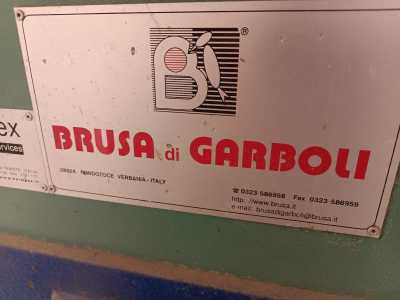 B
®
ex
ervices
BRUSA di GARBOLI
28924 FONDOTOCE VERBANIA - ITALY
☎ 0323-586958 Fax 0323-586959
http: //www.brusa.it
e-mail: brusadigarboli@brusa.it